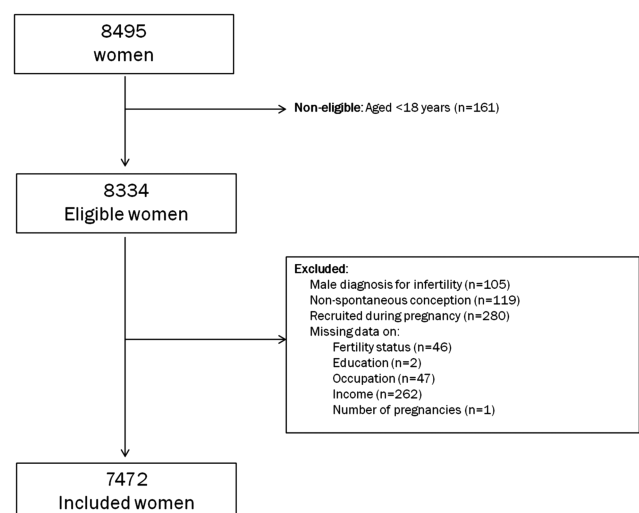 8495
women
Non-eligible: Aged <18 years (n=161)
8334
Eligible women
Excluded:
Male diagnosis for infertility (n=105)
Non-spontaneous conception (n=119)
Recruited during pregnancy (n=280)
Missing data on:
Fertility status (n=46)
Education (n=2)
Occupation (n=47)
Income (n=262)
Number of pregnancies (n=1)
7472
Included women